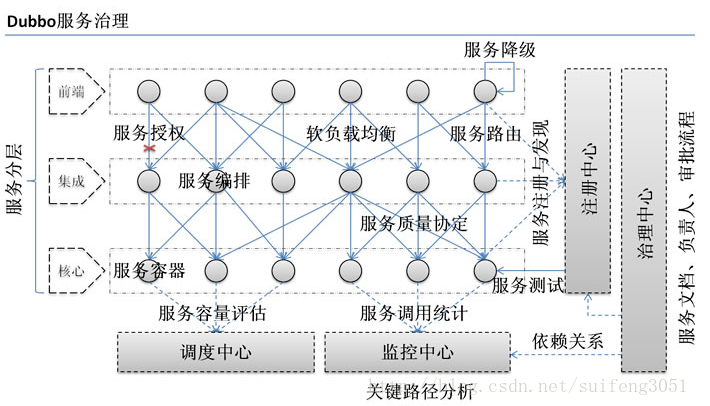 Dubbo服务治理
服务降级
前端
服务授权
软负载均衡
服务路由
服务分层
集成
服务编排
服务注册与发现
注册中心
治理中心
服务文档、负责人、审批流程
服务质量协定
核心
服务容器
服务测试
服务容量评估
服务调用统计
调度中心
监控中心
依赖关系
关键路径分析
http://blog.csdn.net/suifeng3051